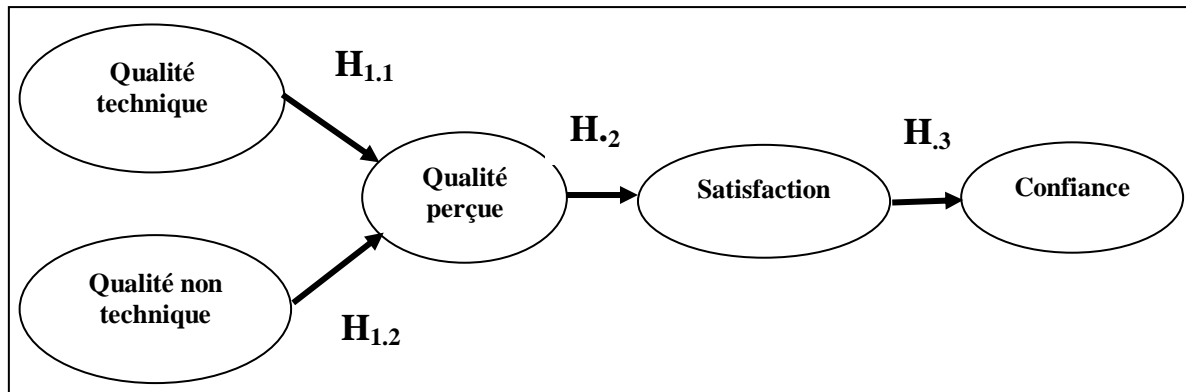 Qualité
technique
H1.1
Qualité
perçue
H.2
Satisfaction
H.3
Confiance
Qualité non
technique
H1.2